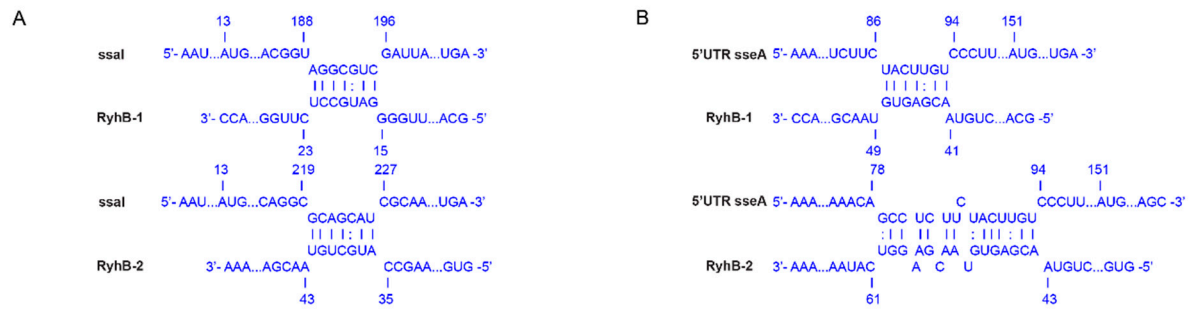 A
13 188 196
ssaI 5'- AAU...AUG...ACGGU GAUUA...UGA -3'
AGGCGUC
UCCGUAG
RyhB-1 3'- CCA...GGUUC GGGUU...ACG -5'
23 15
13 219 227
ssaI 5'- AAU...AUG...CAGGC CGCAA...UGA -3'
GCAGCAU
UGUCGUA
RyhB-2 3'- AAA...AGCAA CCGAA...GUG -5'
43 35
B
86 94 151
5'UTR sseA 5'- AAA...UCUUC CCCUU...AUG...UGA -3'
UACUUGU
GUGAGCA
RyhB-1 3'- CCA...GCAAU AUGUC...ACG -5'
49 41
78 94 151
5'UTR sseA 5'- AAA...AAACA C CCCUU...AUG...AGC -3'
GCC UC UU UACUUGU
UGG AG AA GUGAGCA
RyhB-2 3'- AAA...AAUAC A C U AUGUC...GUG -5'
61 43